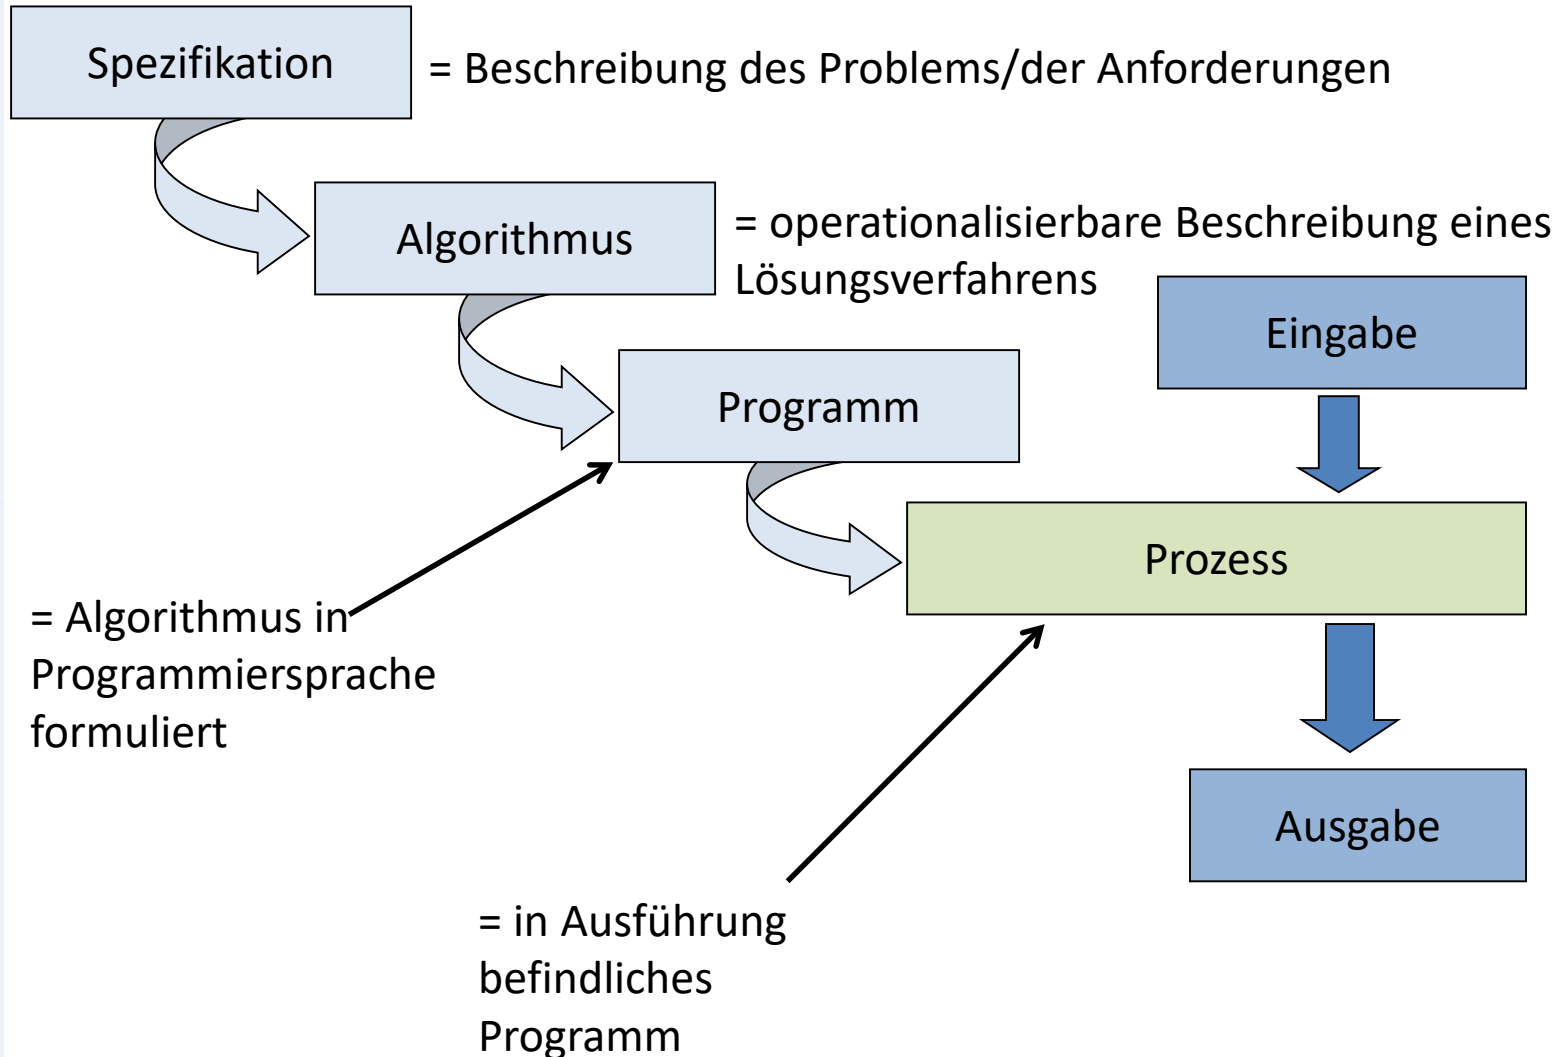 Spezifikation
= Beschreibung des Problems/der Anforderungen
Algorithmus
= operationalisierbare Beschreibung eines
Lösungsverfahrens
Eingabe
Programm
Prozess
= Algorithmus in
Programmiersprache
formuliert
Ausgabe
= in Ausführung
befindliches
Programm